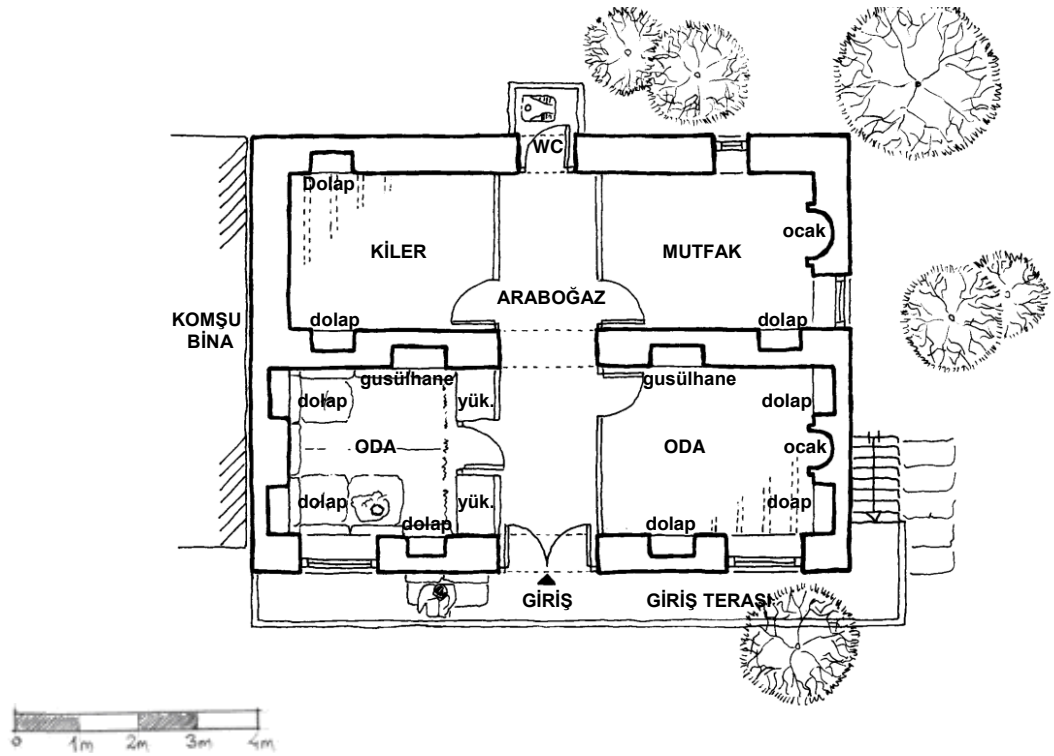 WC
Dolap
ocak
KİLER
MUTFAK
ARABOĞAZ
KOMŞU
BİNA
dolap
dolap
gusülhane
gusülhane
dolap
yük.
dolap
ODA
ODA
ocak
dolap
yük.
doap
dolap
dolap
GİRİŞ
GİRİŞ TERASI
0 1m 2m 3m 4m